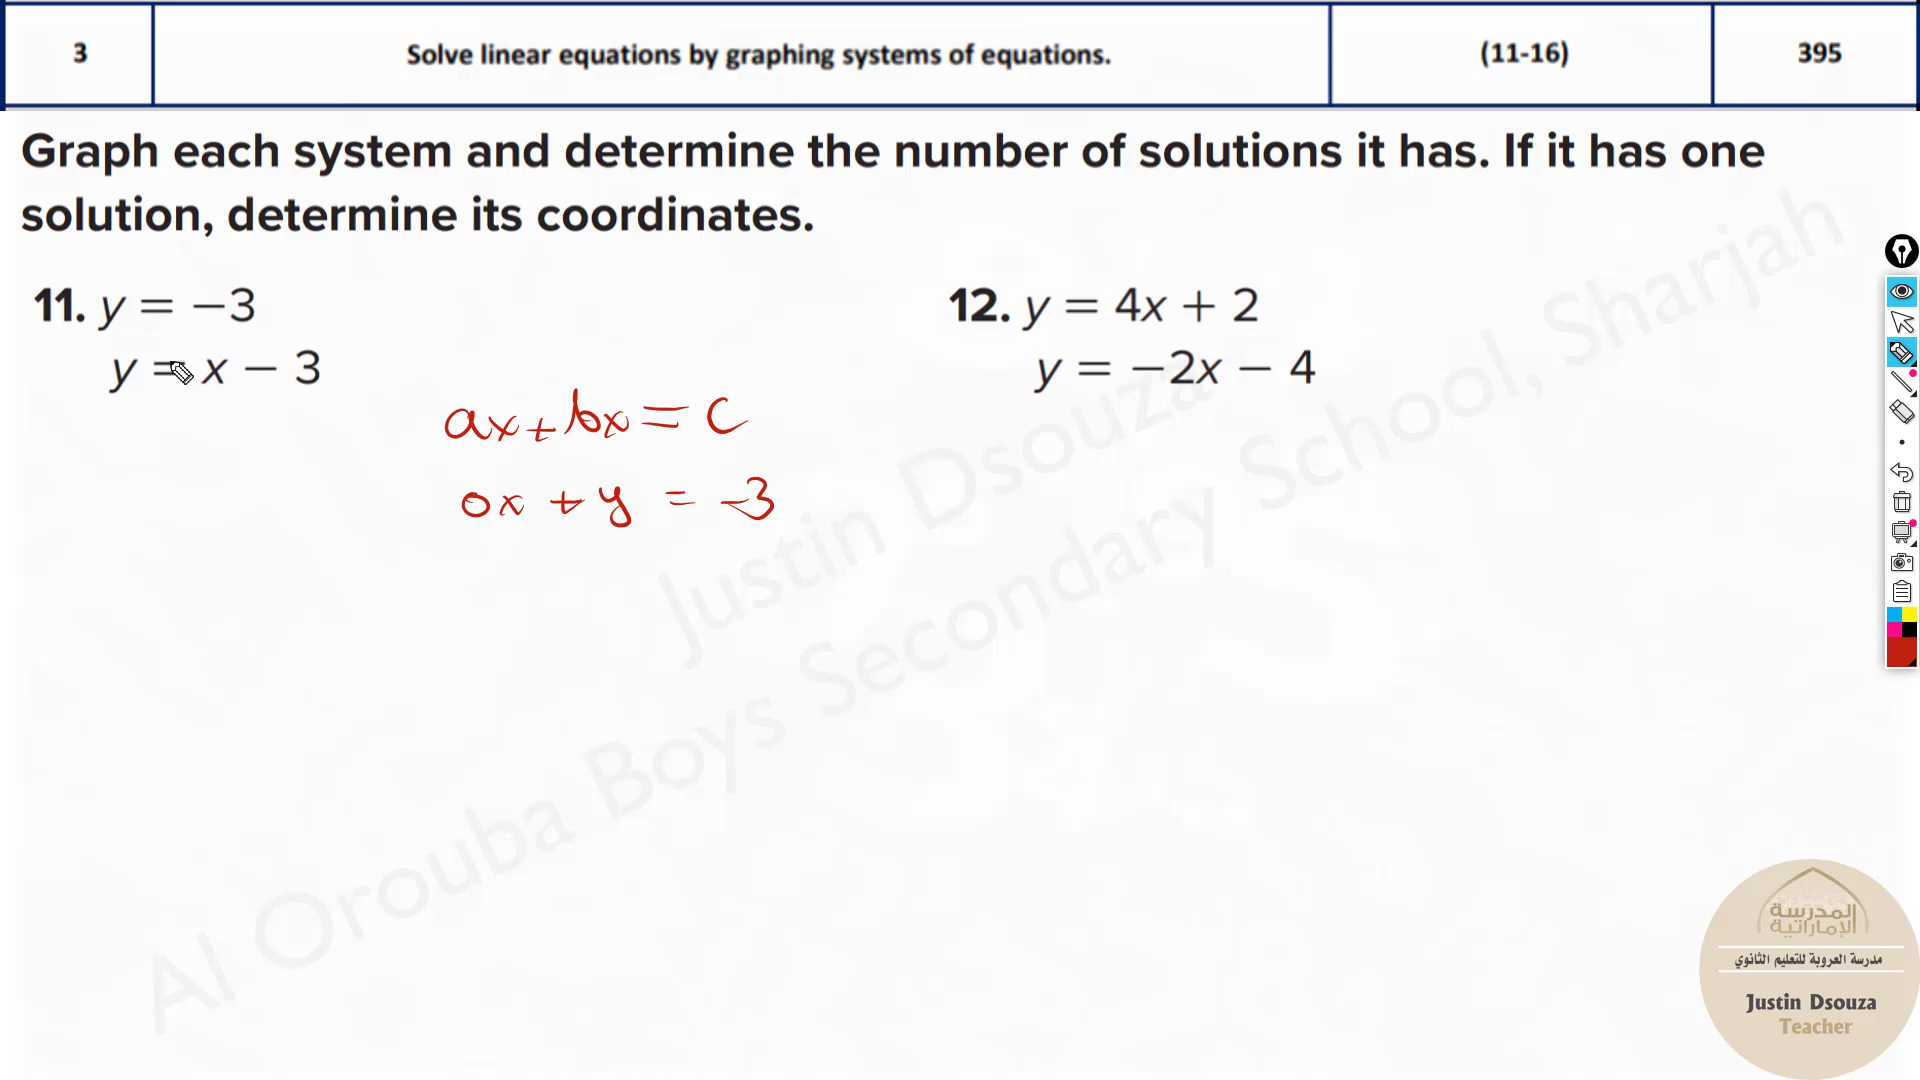 3 Solve linear equations by graphing systems of equations. (11-16) 395
Graph each system and determine the number of solutions it has. If it has one
solution, determine its coordinates.
11. y = −3
y = x − 3
12. y = 4x + 2
y = −2x − 4
ax + bx = c
0x + y = -3
Justin Dsouza
Al Orouba Boys Secondary School, Sharjah
المدرسة
الإماراتية
مدرسة العروبة للتعليم الثانوي
Justin Dsouza
Teacher